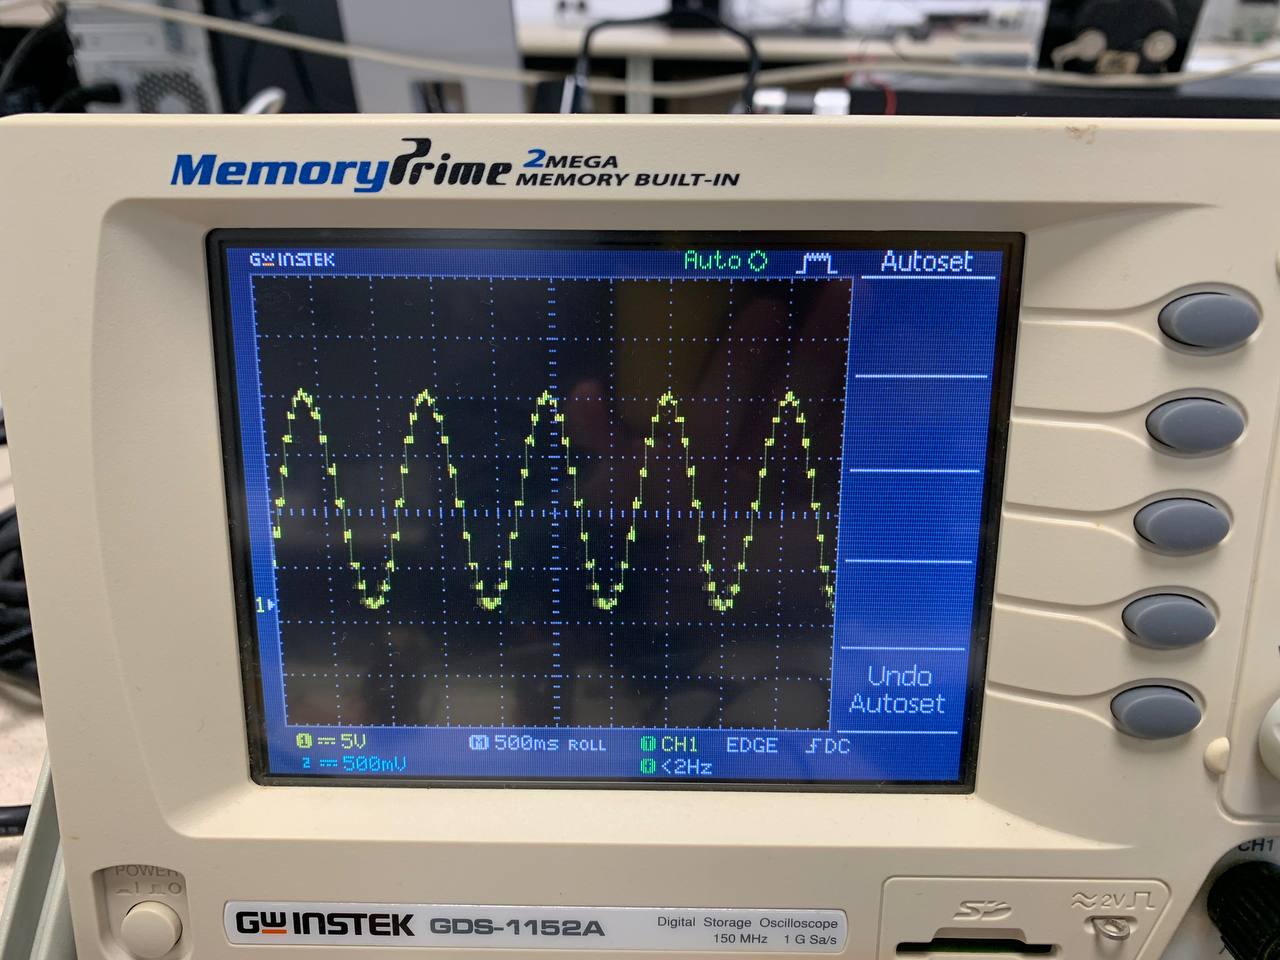 MemoryPrime 2MEGA
MEMORY BUILT-IN
GW INSTEK Auto Autoset
1
Undo
Autoset
1 5V M 500ms ROLL T CH1 EDGE DC
2 500mV <2Hz
POWER
CH1
GW INSTEK GDS-1152A Digital Storage Oscilloscope
150 MHz 1 G Sa/s
SD
≈2V